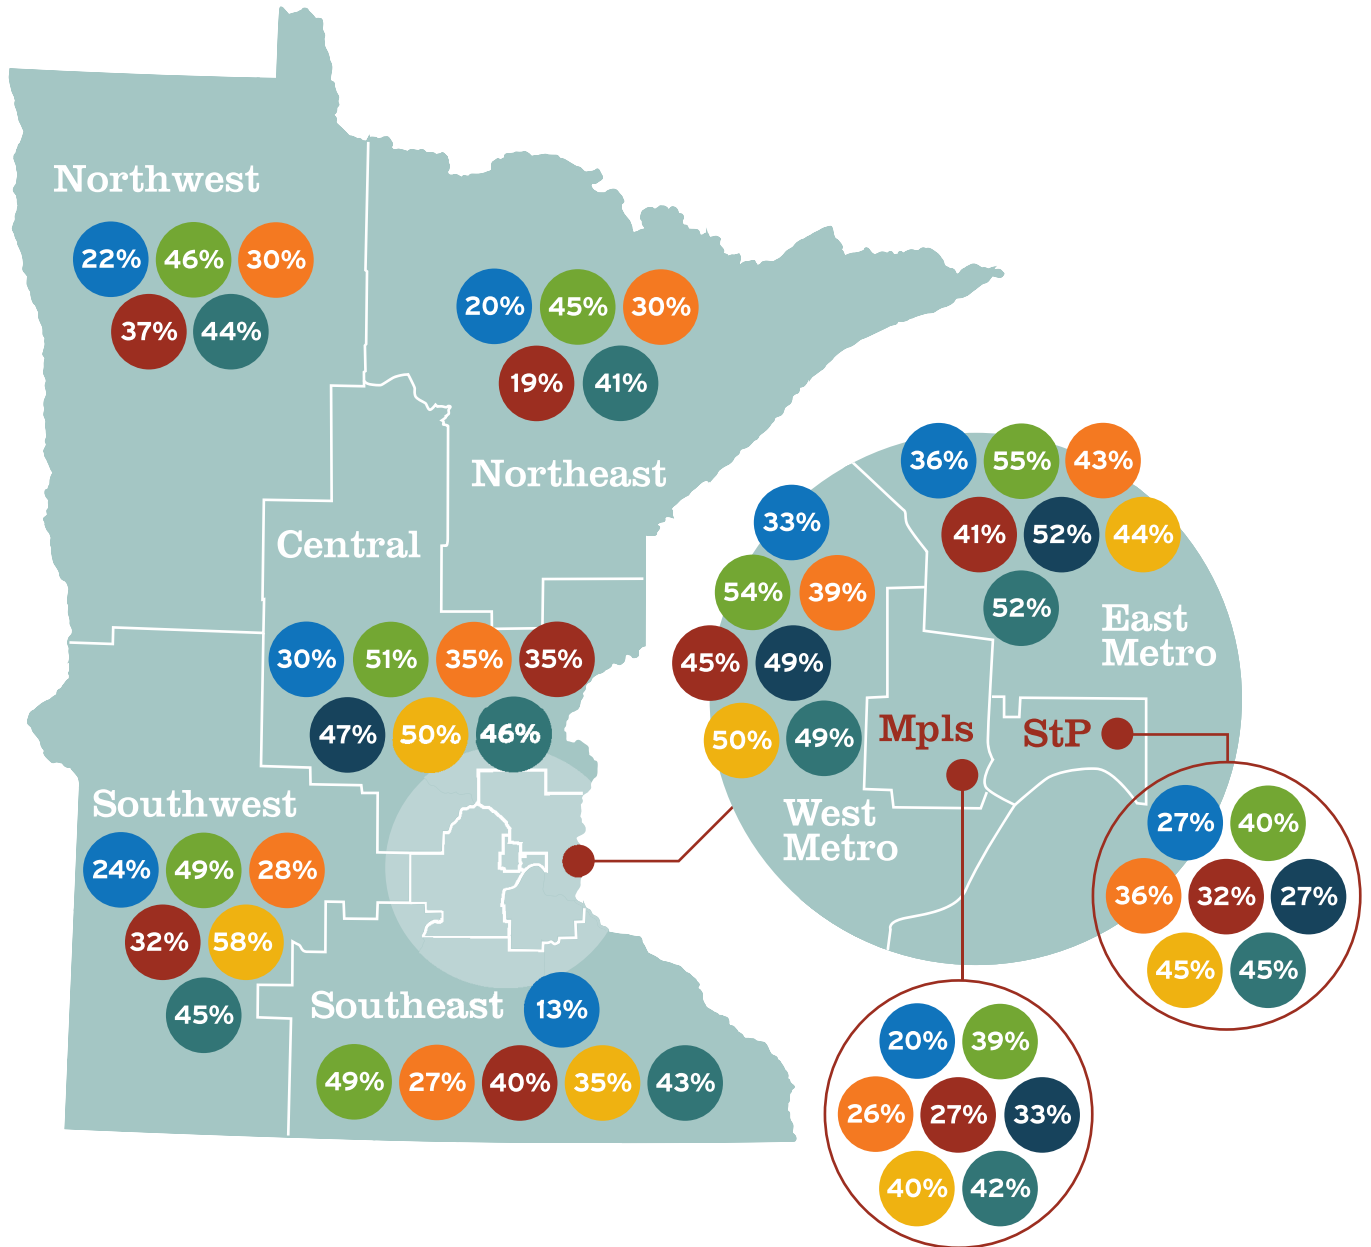 Northwest
22% 46% 30%
37% 44%
20% 45% 30%
19% 41%
Northeast
Central
30% 51% 35% 35%
47% 50% 46%
Southwest
24% 49% 28%
32% 58%
45%
Southeast 13%
49% 27% 40% 35% 43%
36% 55% 43%
41% 52% 44%
52%
East
Metro
33%
54% 39%
45% 49%
50% 49%
West
Metro
Mpls
StP
27% 40%
36% 32% 27%
45% 45%
20% 39%
26% 27% 33%
40% 42%